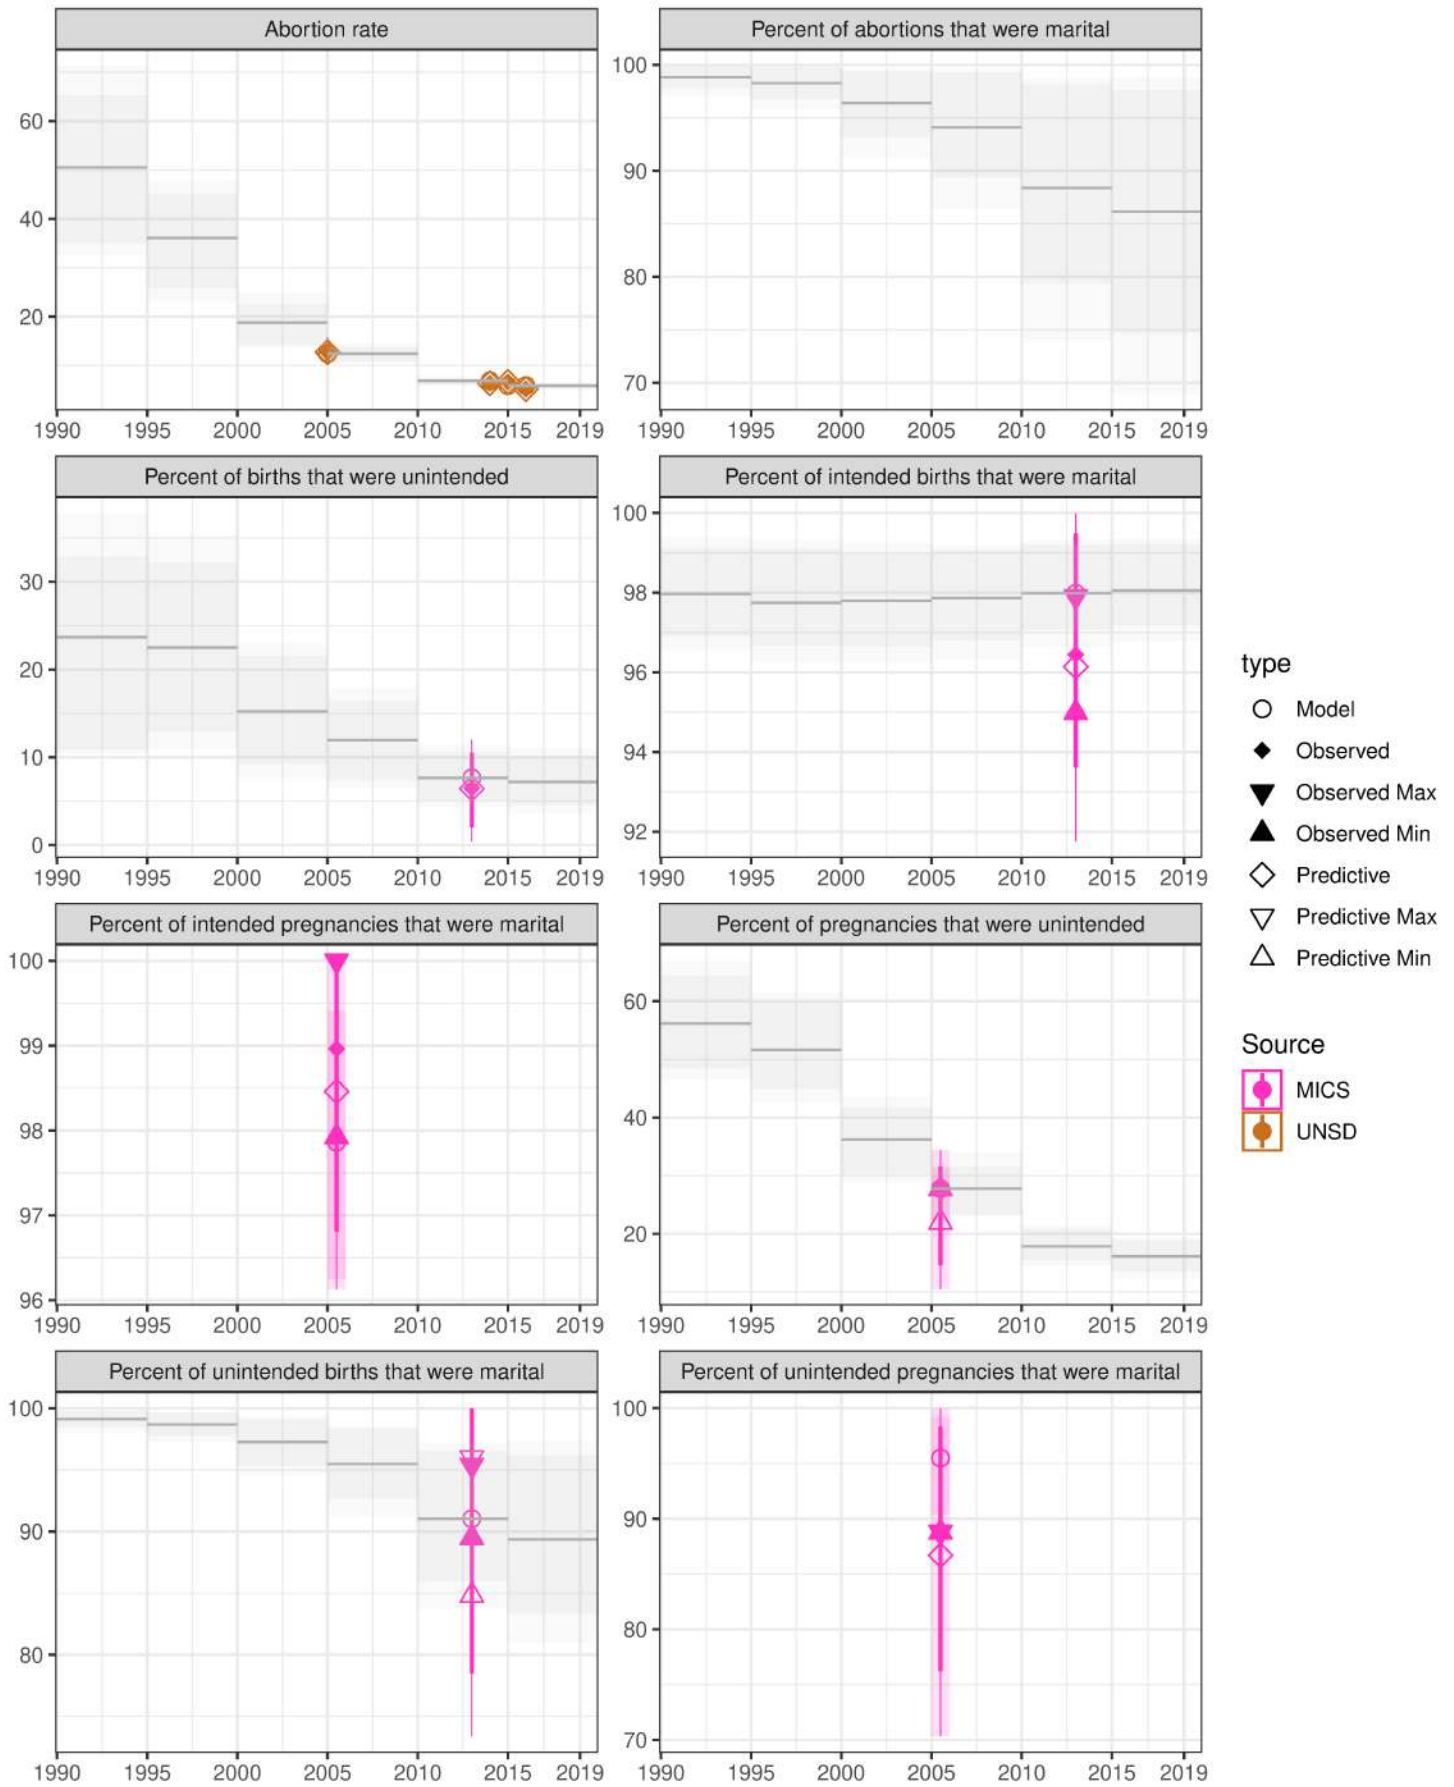 Abortion rate
Percent of abortions that were marital
60
40
20
100
90
80
70
1990 1995 2000 2005 2010 2015 2019
1990 1995 2000 2005 2010 2015 2019
Percent of births that were unintended
Percent of intended births that were marital
30
20
10
0
100
98
96
94
92
1990 1995 2000 2005 2010 2015 2019
1990 1995 2000 2005 2010 2015 2019
Percent of intended pregnancies that were marital
Percent of pregnancies that were unintended
100
99
98
97
96
60
40
20
1990 1995 2000 2005 2010 2015 2019
1990 1995 2000 2005 2010 2015 2019
Percent of unintended births that were marital
Percent of unintended pregnancies that were marital
100
90
80
100
90
80
70
1990 1995 2000 2005 2010 2015 2019
1990 1995 2000 2005 2010 2015 2019
type
Model
Observed
Observed Max
Observed Min
Predictive
Predictive Max
Predictive Min
Source
MICS
UNSD